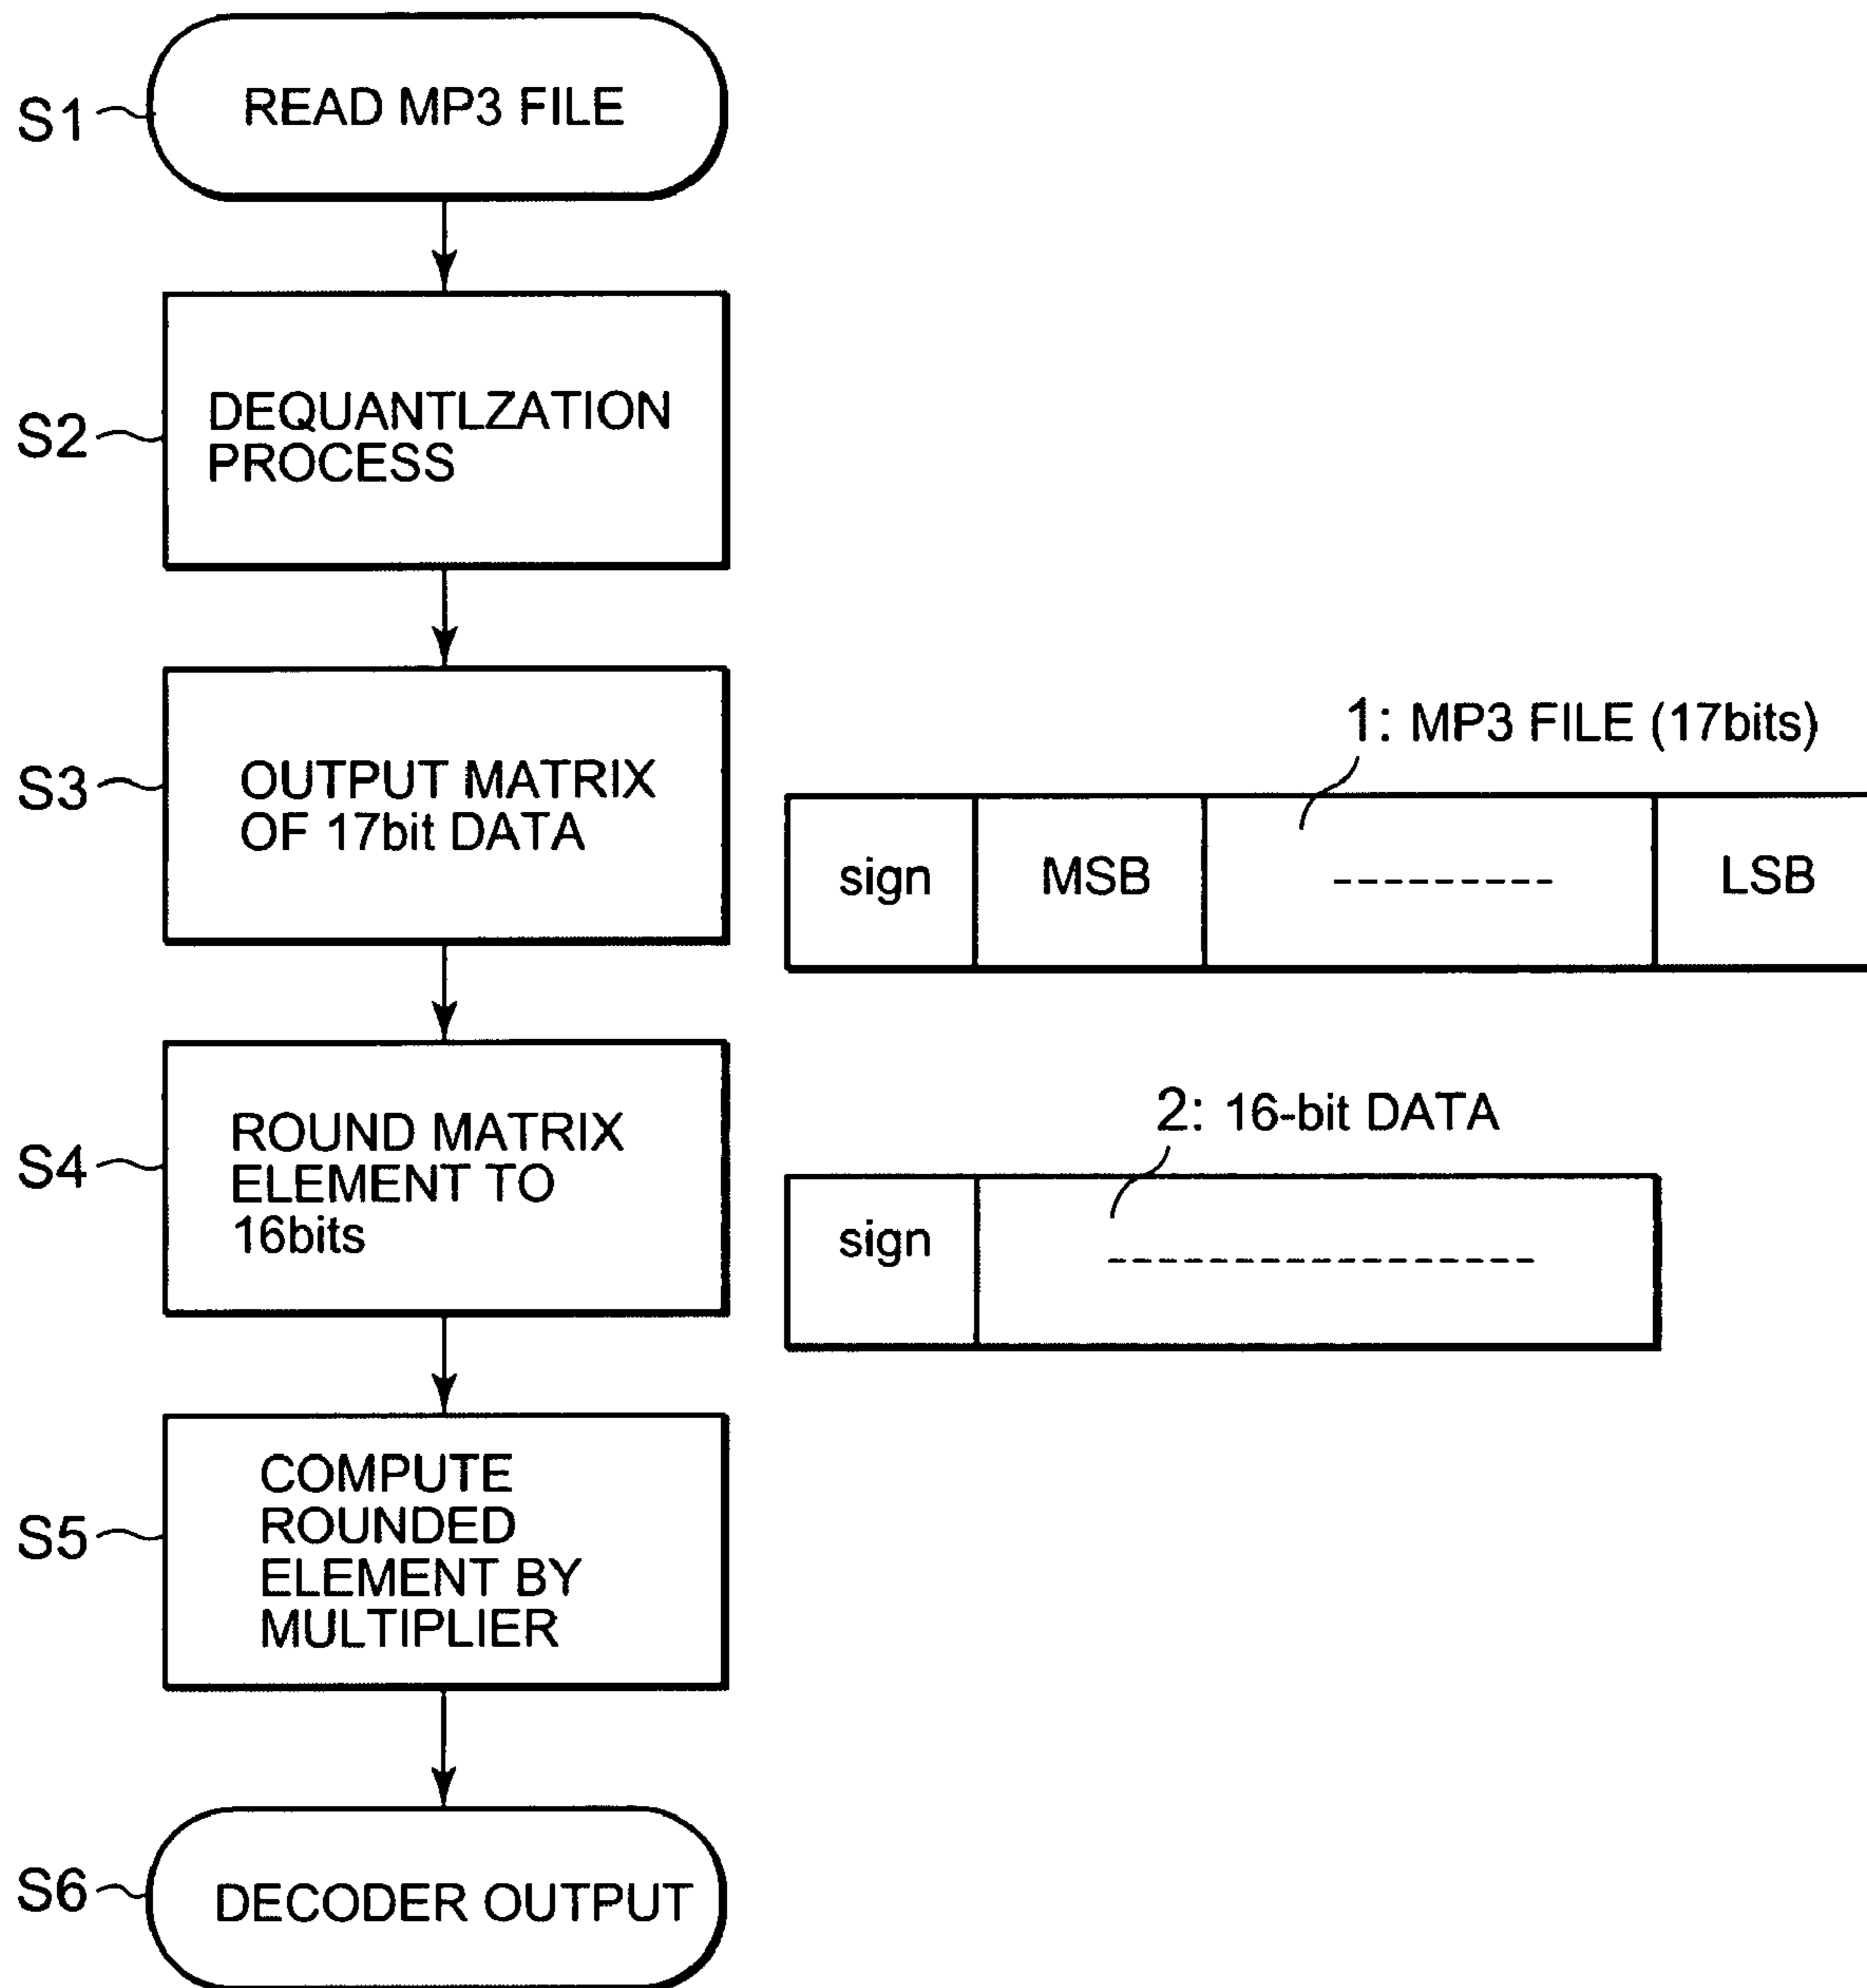 S1
READ MP3 FILE
S2
DEQUANTLZATION
PROCESS
S3
OUTPUT MATRIX
OF 17bit DATA
1: MP3 FILE (17bits)
sign
MSB
LSB
S4
ROUND MATRIX
ELEMENT TO
16bits
2: 16-bit DATA
sign
S5
COMPUTE
ROUNDED
ELEMENT BY
MULTIPLIER
S6
DECODER OUTPUT